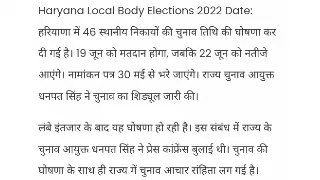 Haryana Local Body Elections 2022 Date:
हरियाणा में 46 स्थानीय निकायों की चुनाव तिथि की घोषणा कर
दी गई है। 19 जून को मतदान होगा, जबकि 22 जून को नतीजे
आएंगे। नामांकन पत्र 30 मई से भरे जाएंगे। राज्य चुनाव आयुक्त
धनपत सिंह ने चुनाव का शिड्यूल जारी की।
लंबे इंतजार के बाद यह घोषणा हो रही है। इस संबंध में राज्य के
चुनाव आयुक्त धनपत सिंह ने प्रेस कांफ्रेंस बुलाई थी। चुनाव की
घोषणा के साथ ही राज्य में चुनाव आचार संहिता लग गई है।